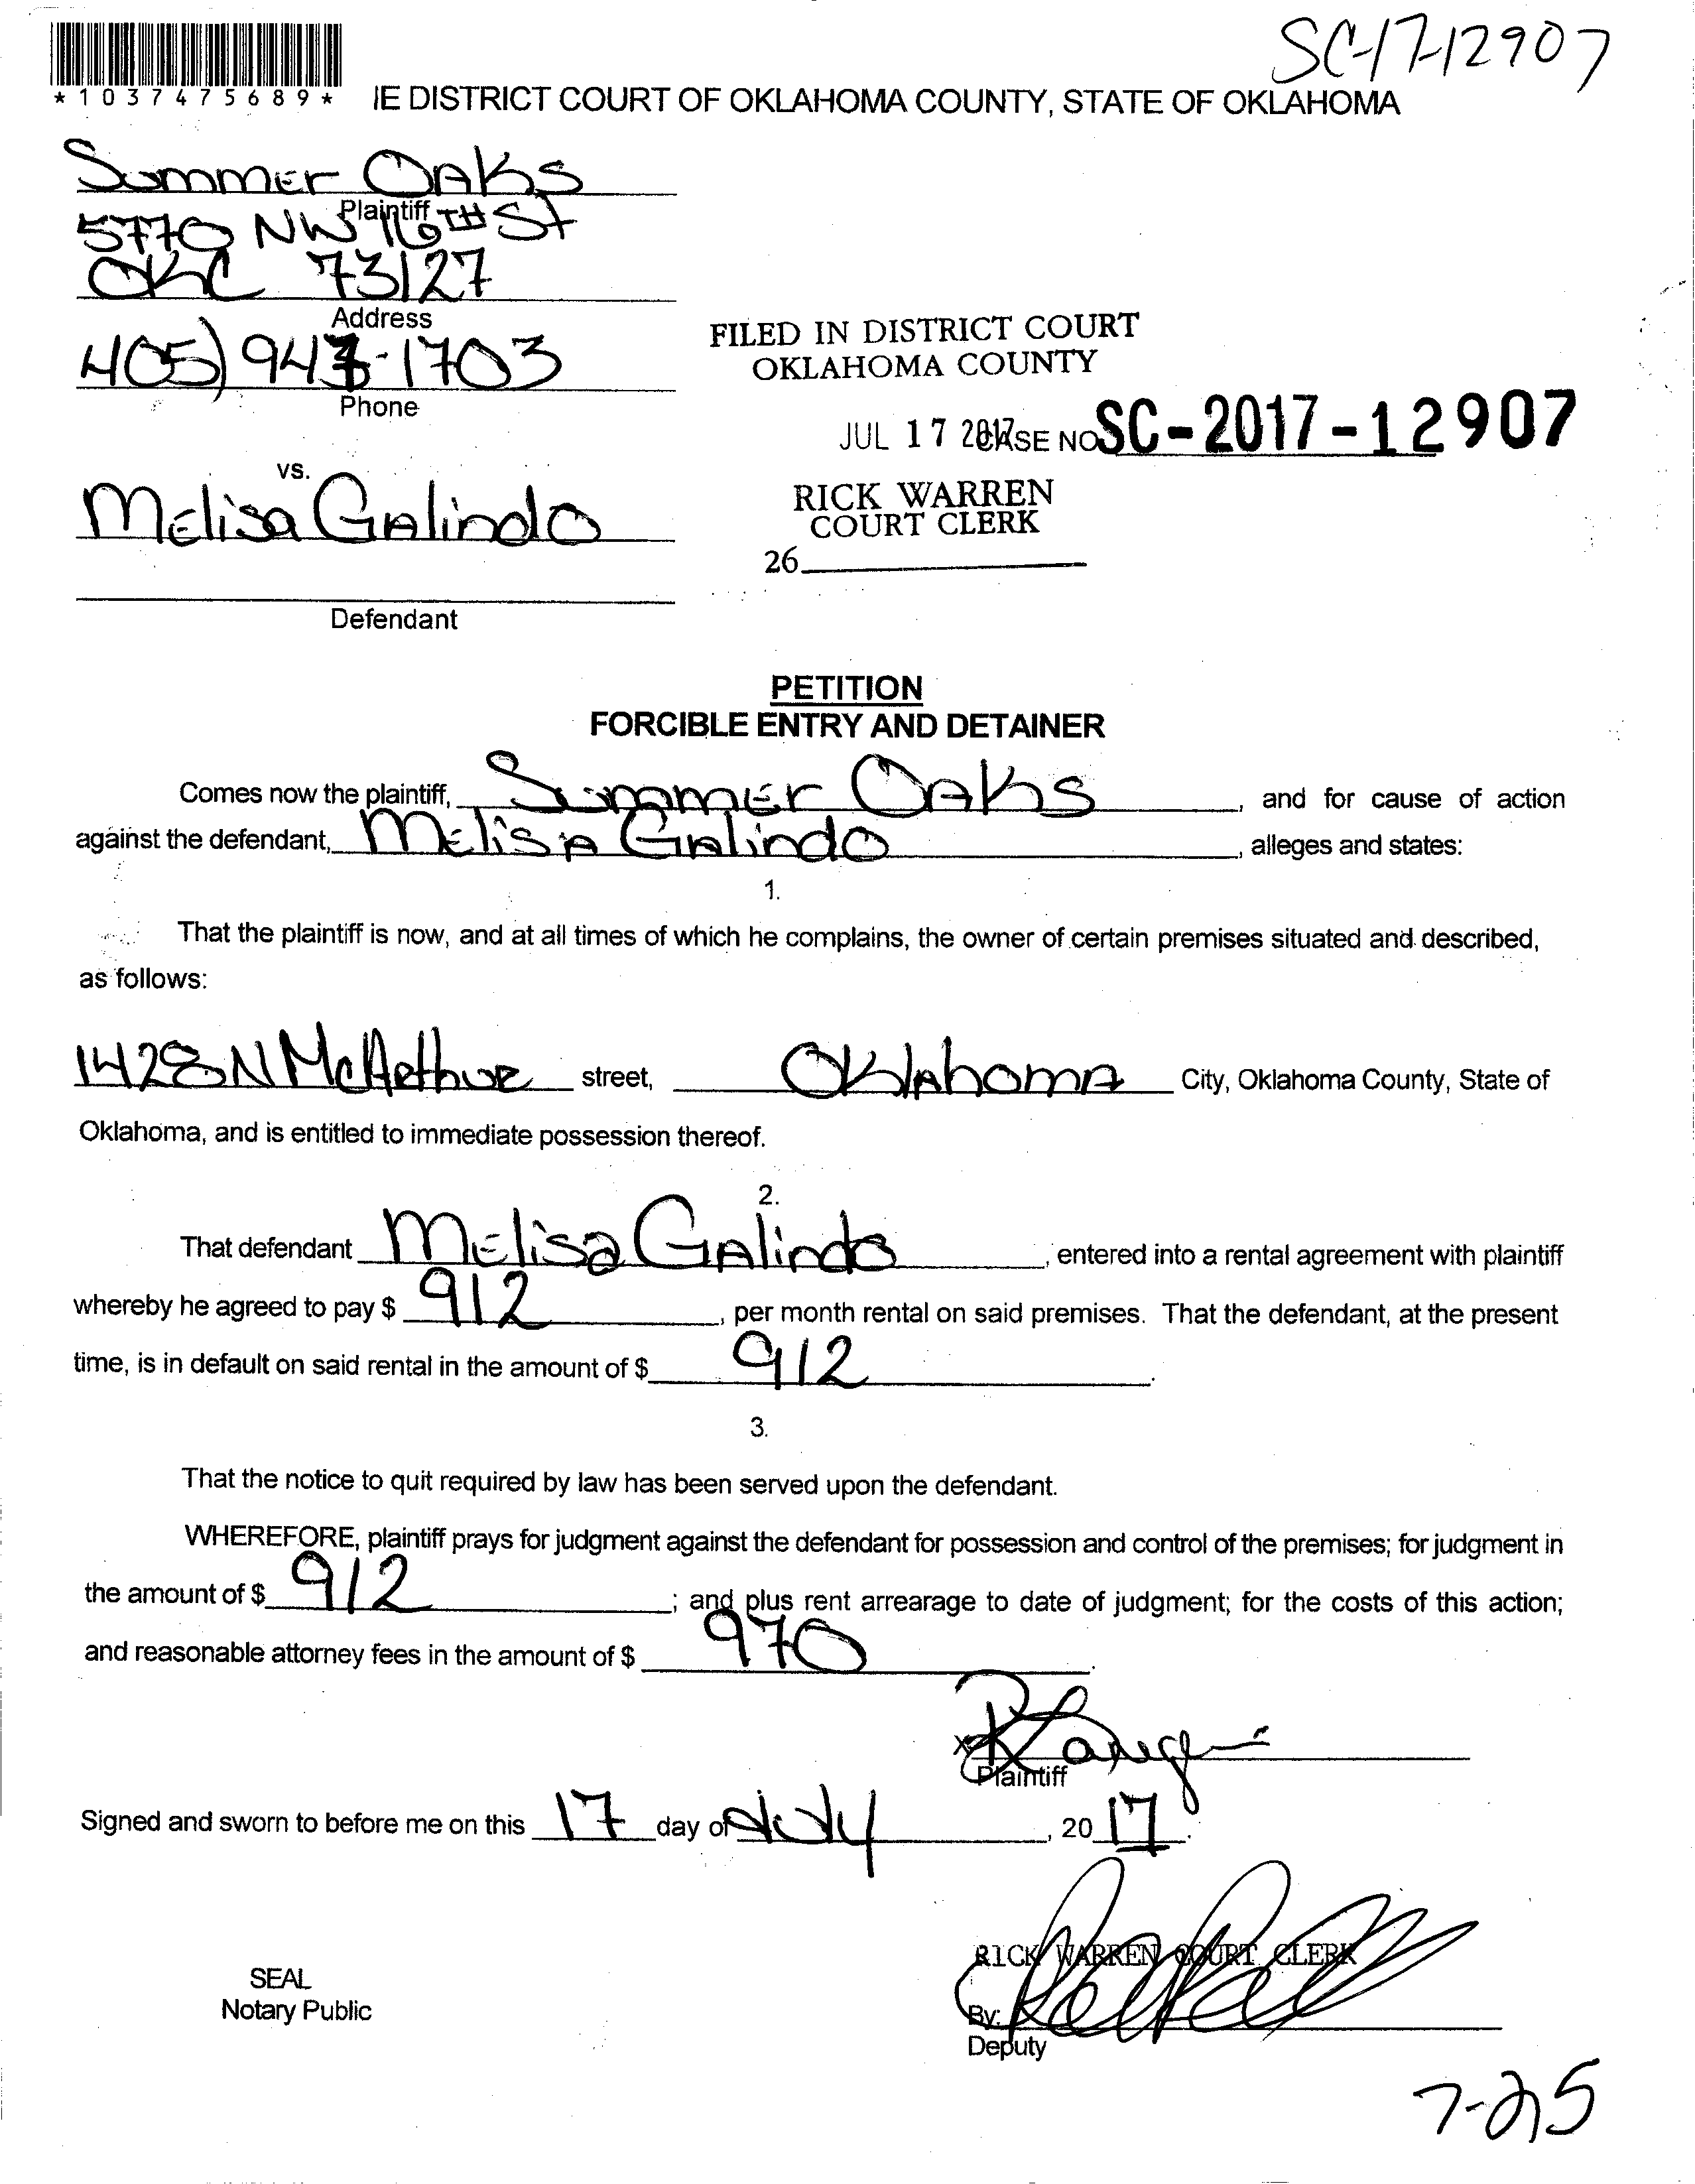 SC-17-12907
*1037475689*
IE DISTRICT COURT OF OKLAHOMA COUNTY, STATE OF OKLAHOMA
Summer Oaks
Plaintiff
5770 NW 16TH St
OKC 73127
Address
405) 943-1703
Phone
FILED IN DISTRICT COURT
OKLAHOMA COUNTY
JUL 17 2017 CASE NO. SC-2017-12907
vs.
RICK WARREN
COURT CLERK
Melisa Galindo
26
Defendant
PETITION
FORCIBLE ENTRY AND DETAINER
Comes now the plaintiff, Summer Oaks, and for cause of action
against the defendant, Melisa Galindo, alleges and states:
1.
That the plaintiff is now, and at all times of which he complains, the owner of certain premises situated and described,
as follows:
1428 N McArthur street, Oklahoma City, Oklahoma County, State of
Oklahoma, and is entitled to immediate possession thereof.
2.
That defendant Melisa Galindo, entered into a rental agreement with plaintiff
whereby he agreed to pay $ 912, per month rental on said premises. That the defendant, at the present
time, is in default on said rental in the amount of $ 912.
3.
That the notice to quit required by law has been served upon the defendant.
WHEREFORE, plaintiff prays for judgment against the defendant for possession and control of the premises; for judgment in
the amount of $ 912; and plus rent arrearage to date of judgment; for the costs of this action;
and reasonable attorney fees in the amount of $ 970.
X
Plaintiff
Signed and sworn to before me on this 17 day of July, 20 17.
RICK WARREN COURT CLERK
SEAL
Notary Public
By:
Deputy
7-25